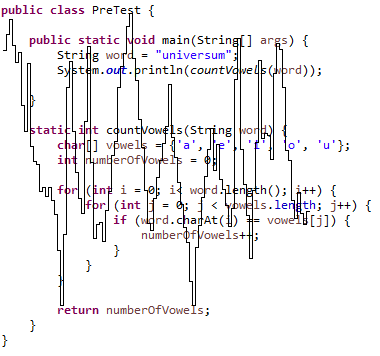 public class PreTest {
public static void main(String[] args) {
String word = "universum";
System.out.println(countVowels(word));
}
static int countVowels(String word) {
char[] vowels = {'a', 'e', 'i', 'o', 'u'};
int numberOfVowels = 0;
for (int i = 0; i< word.length(); i++) {
for (int j = 0; j < vowels.length; j++) {
if (word.charAt(i) == vowels[j]) {
numberOfVowels++;
}
}
}
return numberOfVowels;
}
}